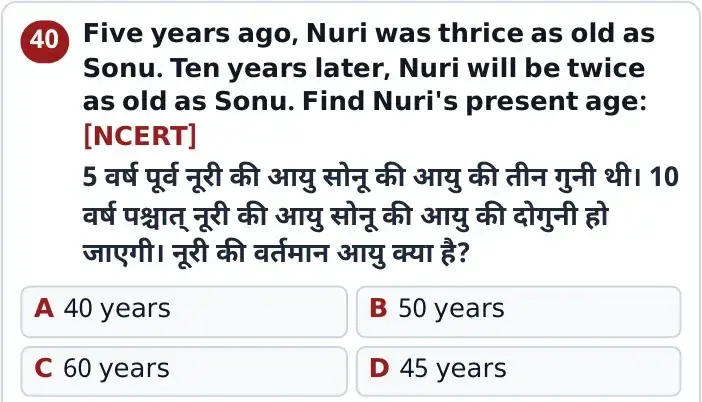 40 Five years ago, Nuri was thrice as old as
Sonu. Ten years later, Nuri will be twice
as old as Sonu. Find Nuri's present age:
[NCERT]
5 वर्ष पूर्व नूरी की आयु सोनू की आयु की तीन गुनी थी। 10
वर्ष पश्चात् नूरी की आयु सोनू की आयु की दोगुनी हो
जाएगी। नूरी की वर्तमान आयु क्या है?
A 40 years
B 50 years
C 60 years
D 45 years